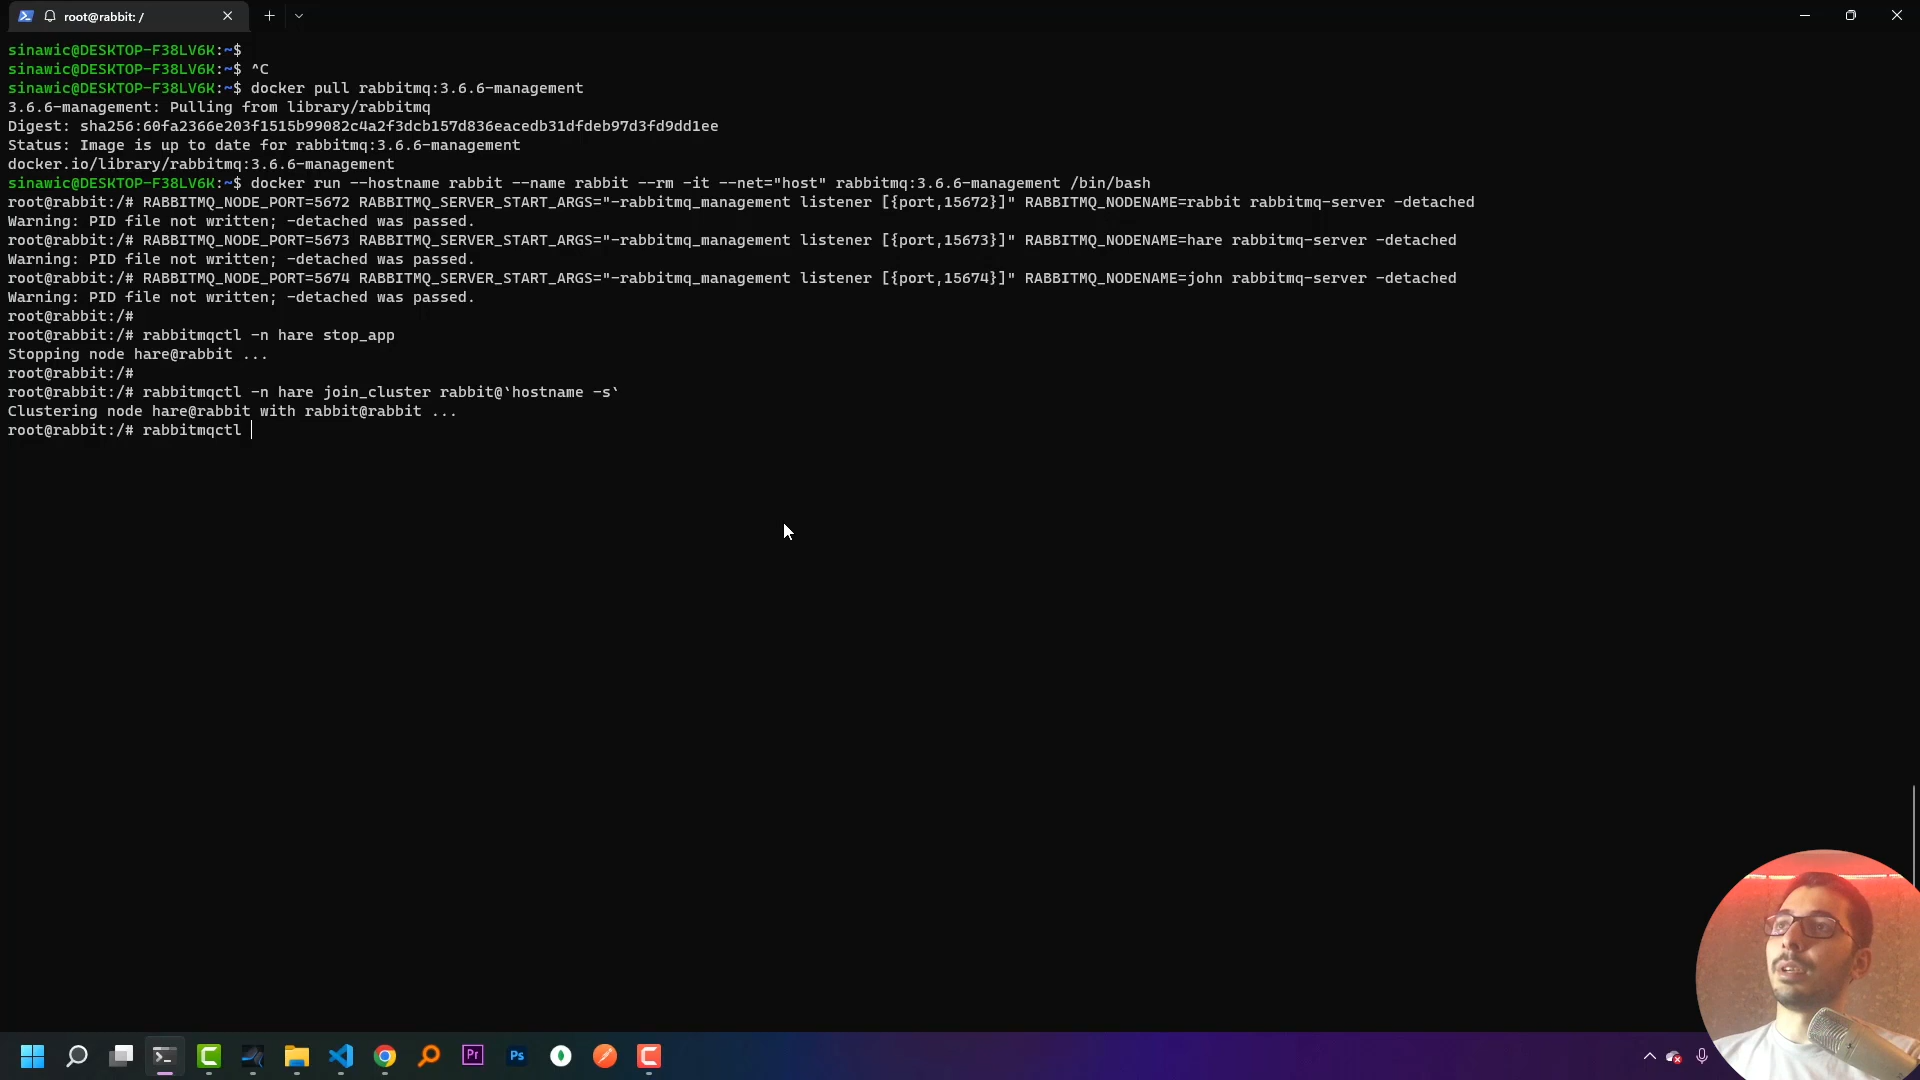 root@rabbit: /
sinawic@DESKTOP-F38LV6K:~$
sinawic@DESKTOP-F38LV6K:~$ ^C
sinawic@DESKTOP-F38LV6K:~$ docker pull rabbitmq:3.6.6-management
3.6.6-management: Pulling from library/rabbitmq
Digest: sha256:60fa2366e203f1515b99082c4a2f3dcb157d836eacedb31dfdeb97d3fd9dd1ee
Status: Image is up to date for rabbitmq:3.6.6-management
docker.io/library/rabbitmq:3.6.6-management
sinawic@DESKTOP-F38LV6K:~$ docker run --hostname rabbit --name rabbit --rm -it --net="host" rabbitmq:3.6.6-management /bin/bash
root@rabbit:/# RABBITMQ_NODE_PORT=5672 RABBITMQ_SERVER_START_ARGS="-rabbitmq_management listener [{port,15672}]" RABBITMQ_NODENAME=rabbit rabbitmq-server -detached
Warning: PID file not written; -detached was passed.
root@rabbit:/# RABBITMQ_NODE_PORT=5673 RABBITMQ_SERVER_START_ARGS="-rabbitmq_management listener [{port,15673}]" RABBITMQ_NODENAME=hare rabbitmq-server -detached
Warning: PID file not written; -detached was passed.
root@rabbit:/# RABBITMQ_NODE_PORT=5674 RABBITMQ_SERVER_START_ARGS="-rabbitmq_management listener [{port,15674}]" RABBITMQ_NODENAME=john rabbitmq-server -detached
Warning: PID file not written; -detached was passed.
root@rabbit:/#
root@rabbit:/# rabbitmqctl -n hare stop_app
Stopping node hare@rabbit ...
root@rabbit:/#
root@rabbit:/# rabbitmqctl -n hare join_cluster rabbit@`hostname -s`
Clustering node hare@rabbit with rabbit@rabbit ...
root@rabbit:/# rabbitmqctl
Pr
Ps